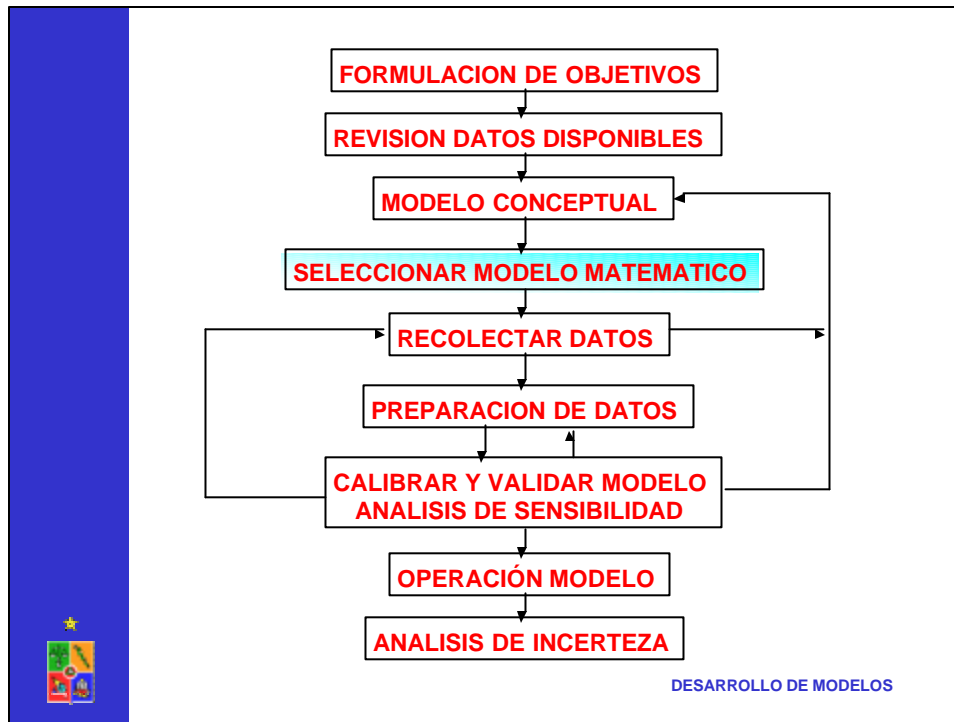 FORMULACION DE OBJETIVOS
REVISION DATOS DISPONIBLES
MODELO CONCEPTUAL
SELECCIONAR MODELO MATEMATICO
RECOLECTAR DATOS
PREPARACION DE DATOS
CALIBRAR Y VALIDAR MODELO
ANALISIS DE SENSIBILIDAD
OPERACIÓN MODELO
ANALISIS DE INCERTEZA
DESARROLLO DE MODELOS